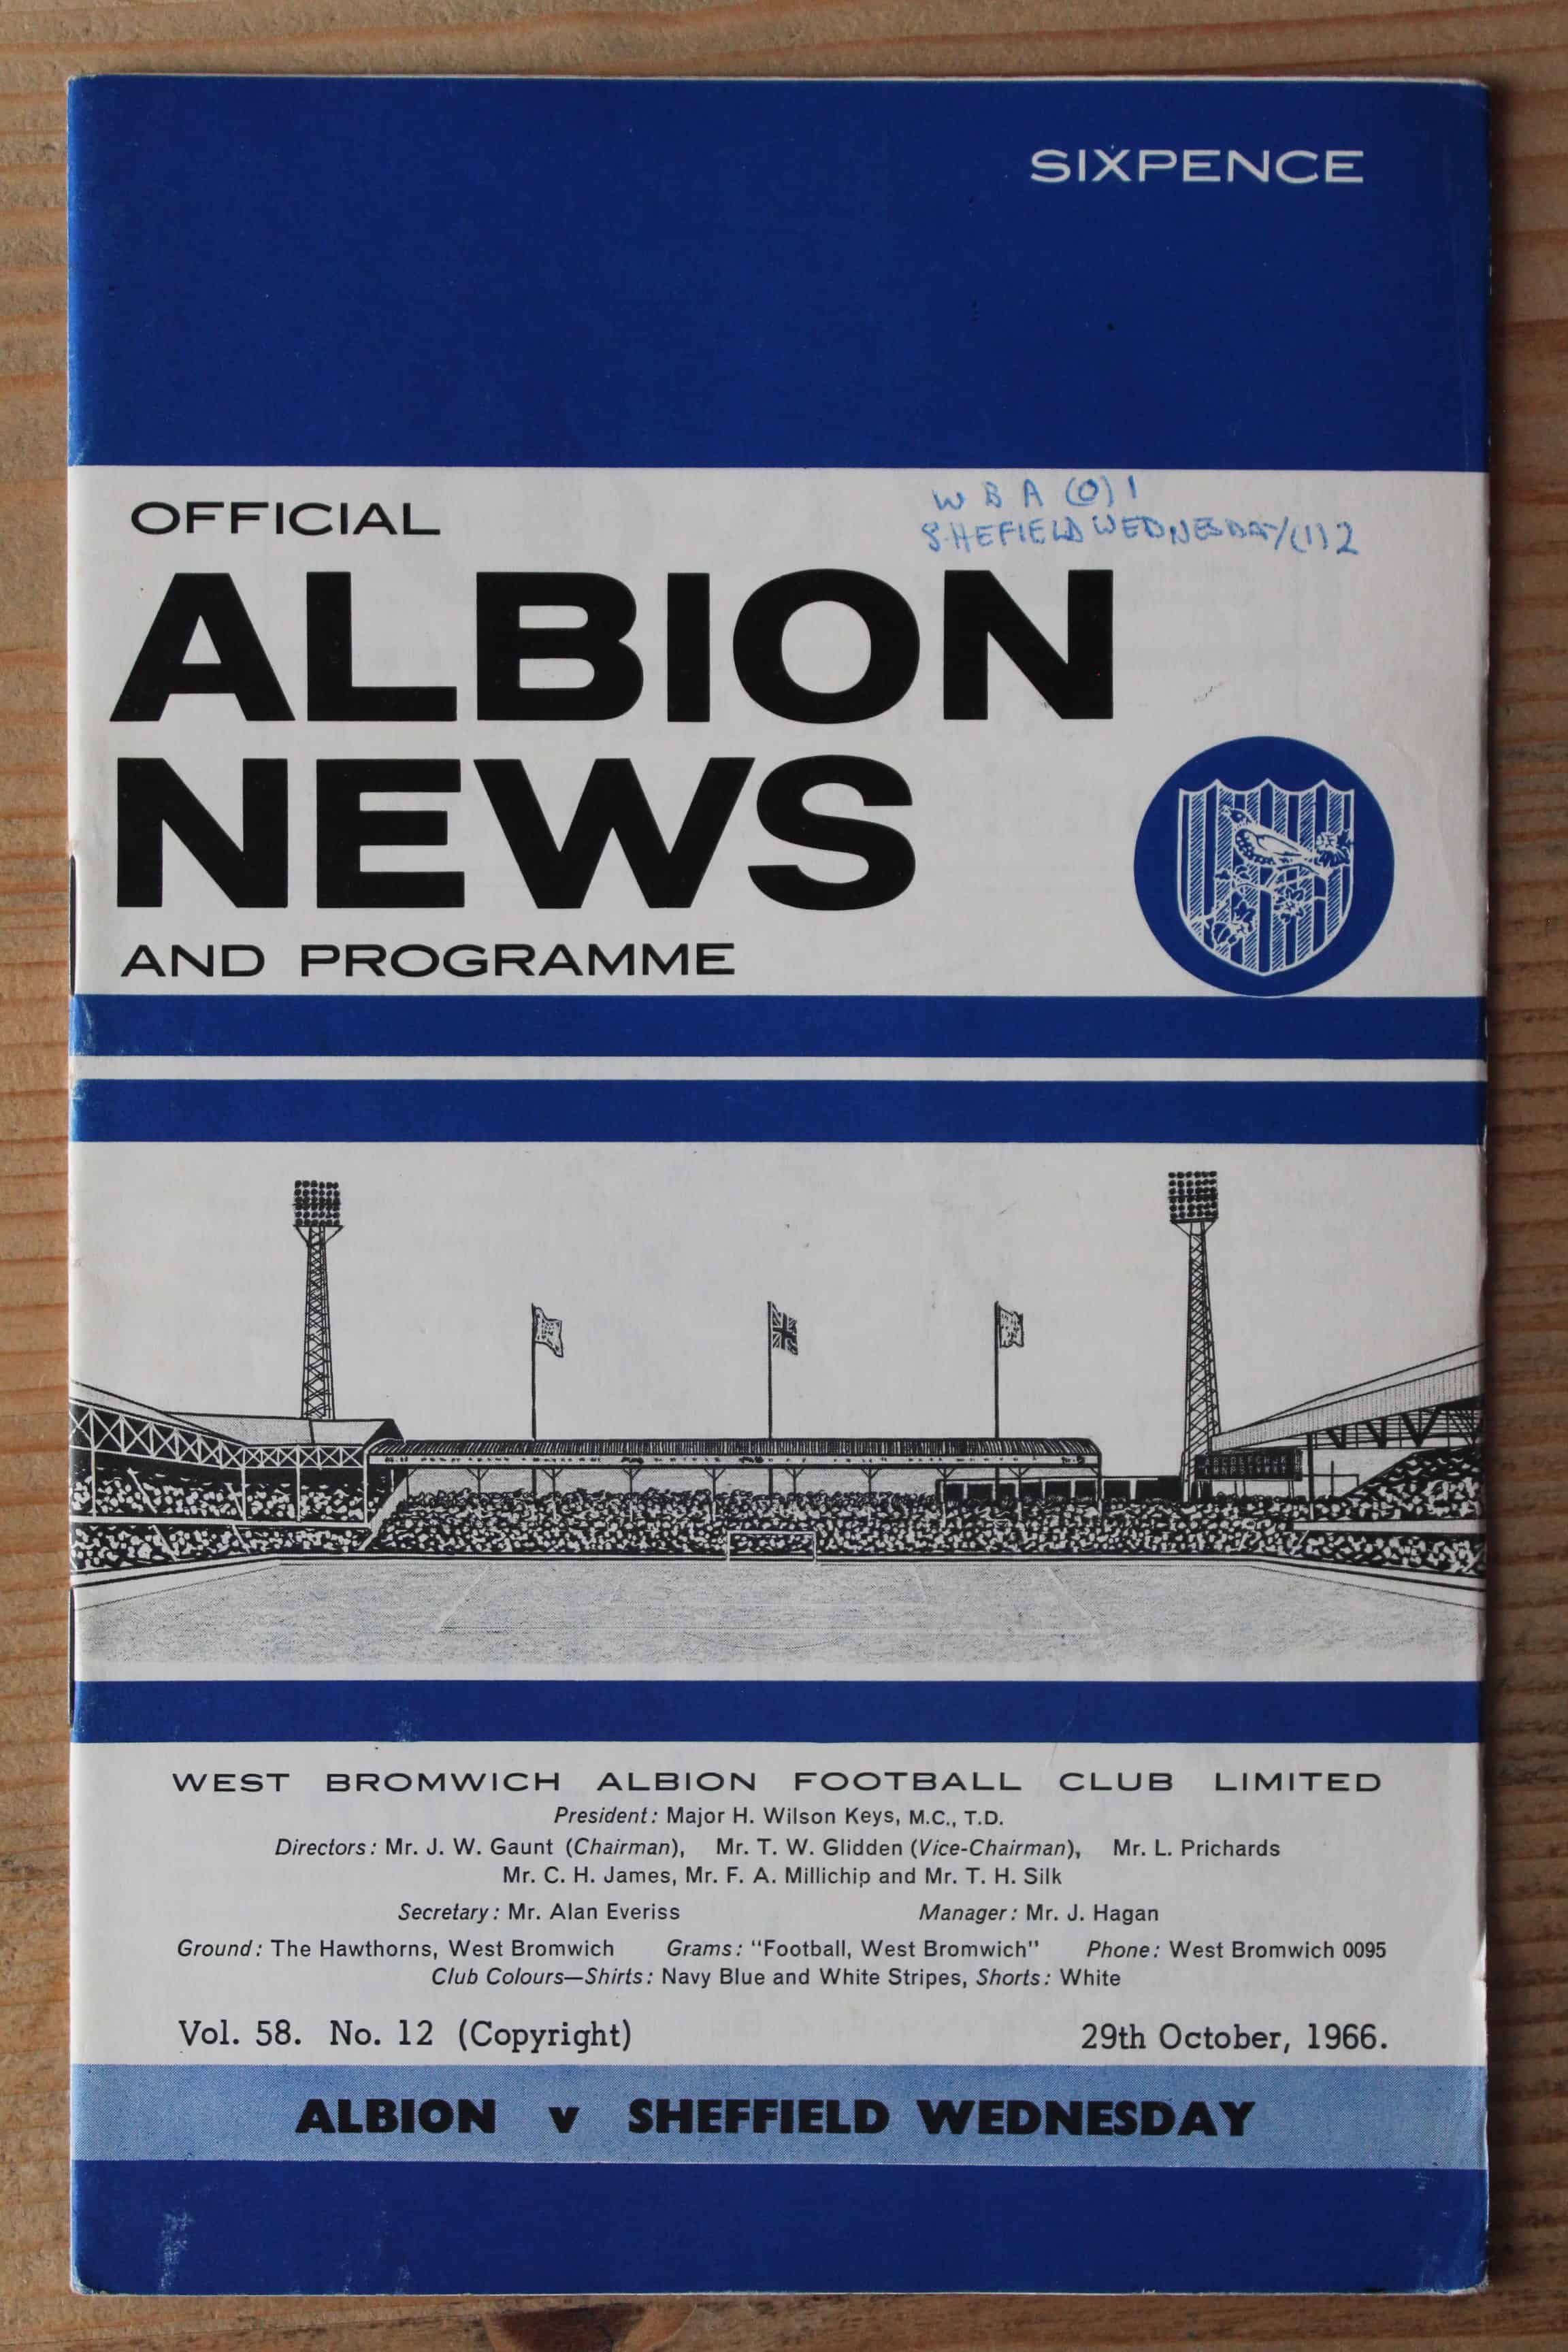 SIXPENCE
W B A (0) 1
SHEFIELD WEDNESDAY (1) 2
OFFICIAL
ALBION
NEWS
AND PROGRAMME
WEST BROMWICH ALBION FOOTBALL CLUB LIMITED
President: Major H. Wilson Keys, M.C., T.D.
Directors: Mr. J. W. Gaunt (Chairman), Mr. T. W. Glidden (Vice-Chairman), Mr. L. Prichards
Mr. C. H. James, Mr. F. A. Millichip and Mr. T. H. Silk
Secretary: Mr. Alan Everiss Manager: Mr. J. Hagan
Ground: The Hawthorns, West Bromwich Grams: "Football, West Bromwich" Phone: West Bromwich 0095
Club Colours—Shirts: Navy Blue and White Stripes, Shorts: White
Vol. 58. No. 12 (Copyright) 29th October, 1966.
ALBION v SHEFFIELD WEDNESDAY